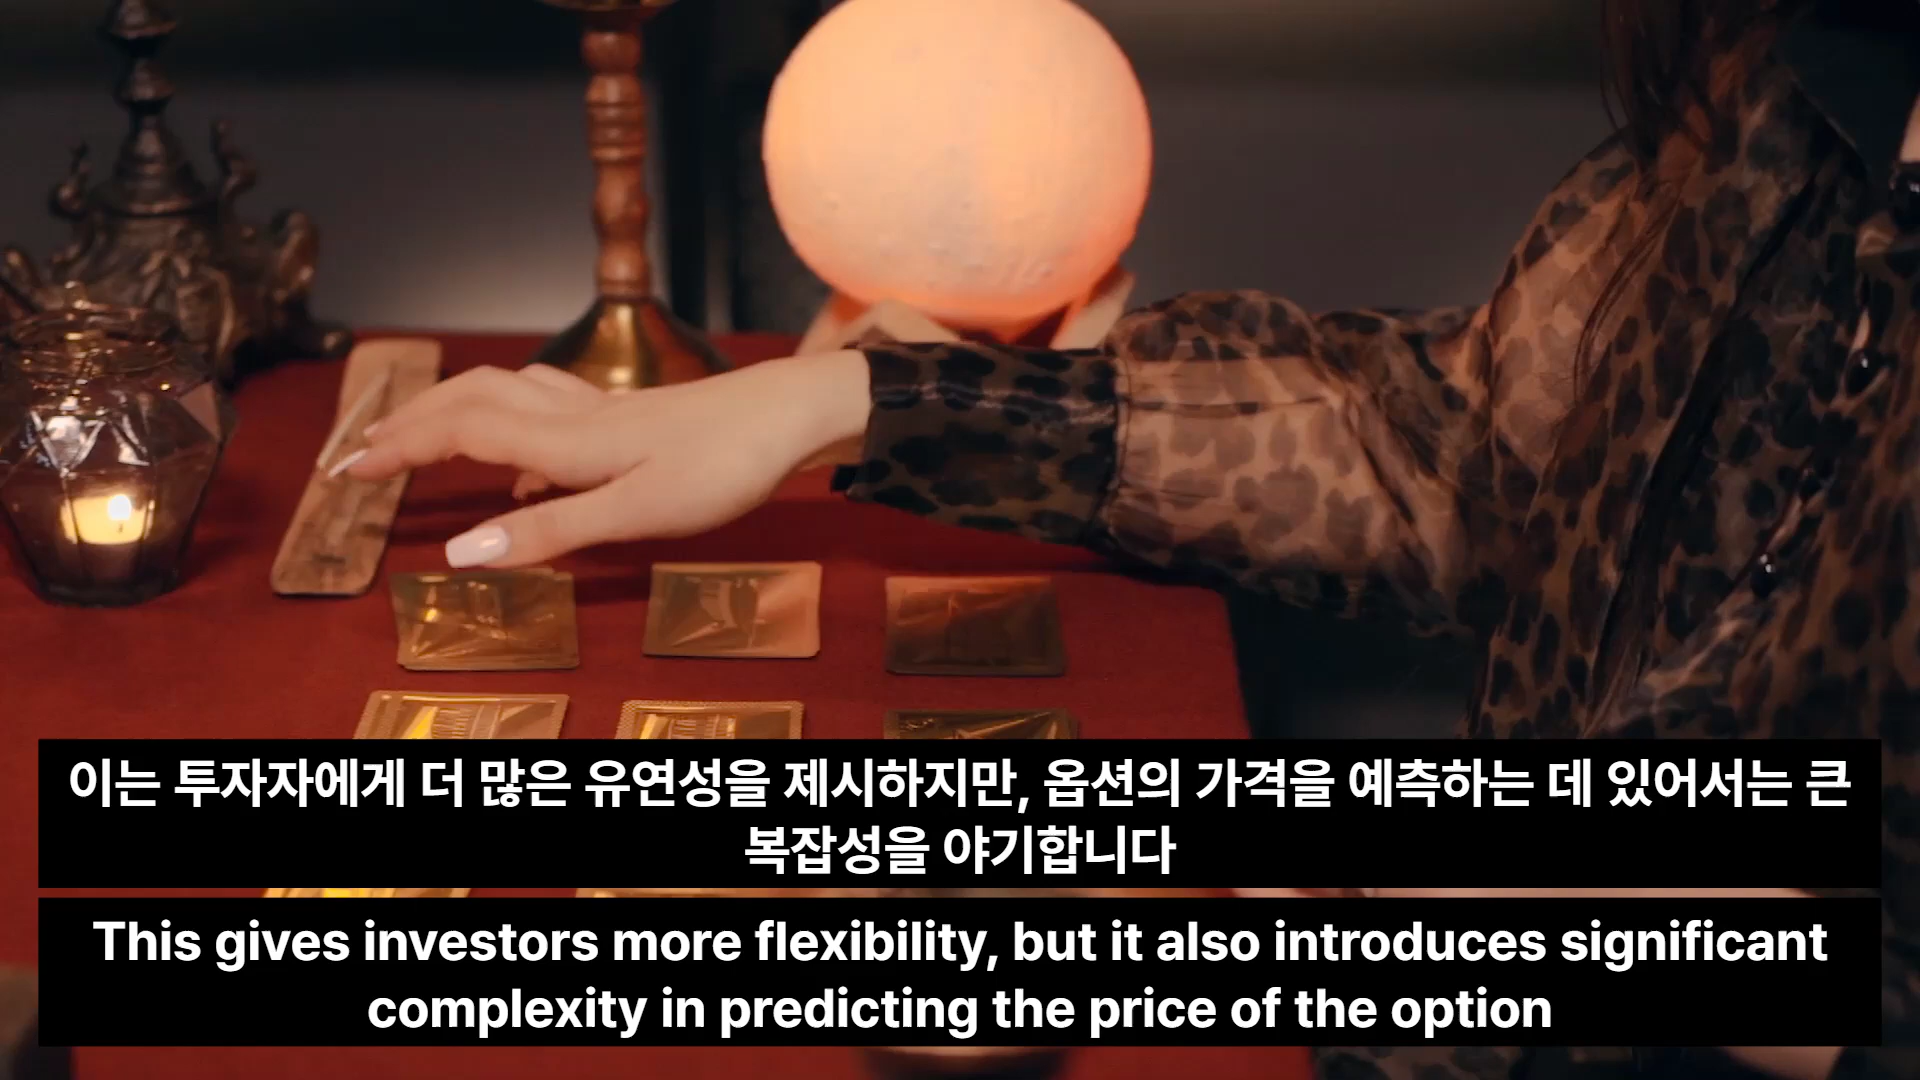 이는 투자자에게 더 많은 유연성을 제시하지만, 옵션의 가격을 예측하는 데 있어서는 큰
복잡성을 야기합니다
This gives investors more flexibility, but it also introduces significant
complexity in predicting the price of the option